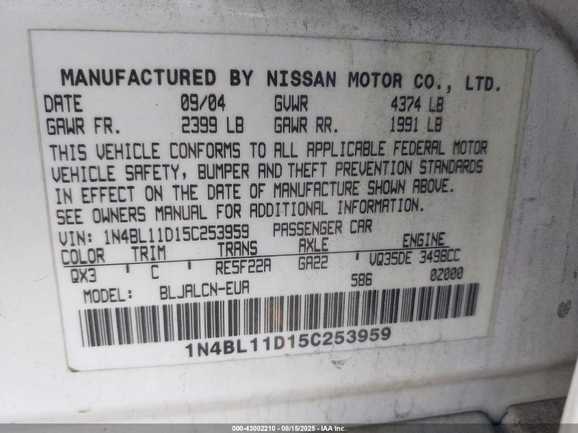 MANUFACTURED BY NISSAN MOTOR CO., LTD.
DATE 09/04 GVWR 4374 LB
GAWR FR. 2399 LB GAWR RR. 1991 LB
THIS VEHICLE CONFORMS TO ALL APPLICABLE FEDERAL MOTOR
VEHICLE SAFETY, BUMPER AND THEFT PREVENTION STANDARDS
IN EFFECT ON THE DATE OF MANUFACTURE SHOWN ABOVE.
SEE OWNERS MANUAL FOR ADDITIONAL INFORMATION.
VIN: 1N4BL11D15C253959 PASSENGER CAR
COLOR TRIM TRANS AXLE ENGINE
QX3 C RE5F22A GA22 VQ35DE 3498CC
586 02000
MODEL: BLJALCN-EUA
1N4BL11D15C253959
000-43002210 - 08/15/2025 - IAA Inc.